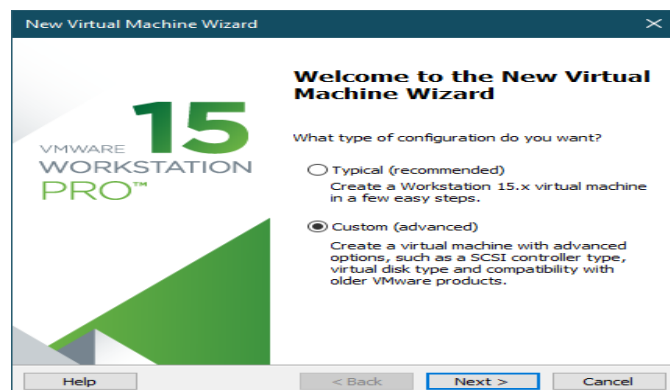 New Virtual Machine Wizard
Welcome to the New Virtual
Machine Wizard
15
VMWARE
WORKSTATION
PRO™
What type of configuration do you want?
Typical (recommended)
Create a Workstation 15.x virtual machine
in a few easy steps.
Custom (advanced)
Create a virtual machine with advanced
options, such as a SCSI controller type,
virtual disk type and compatibility with
older VMware products.
Help
< Back
Next >
Cancel